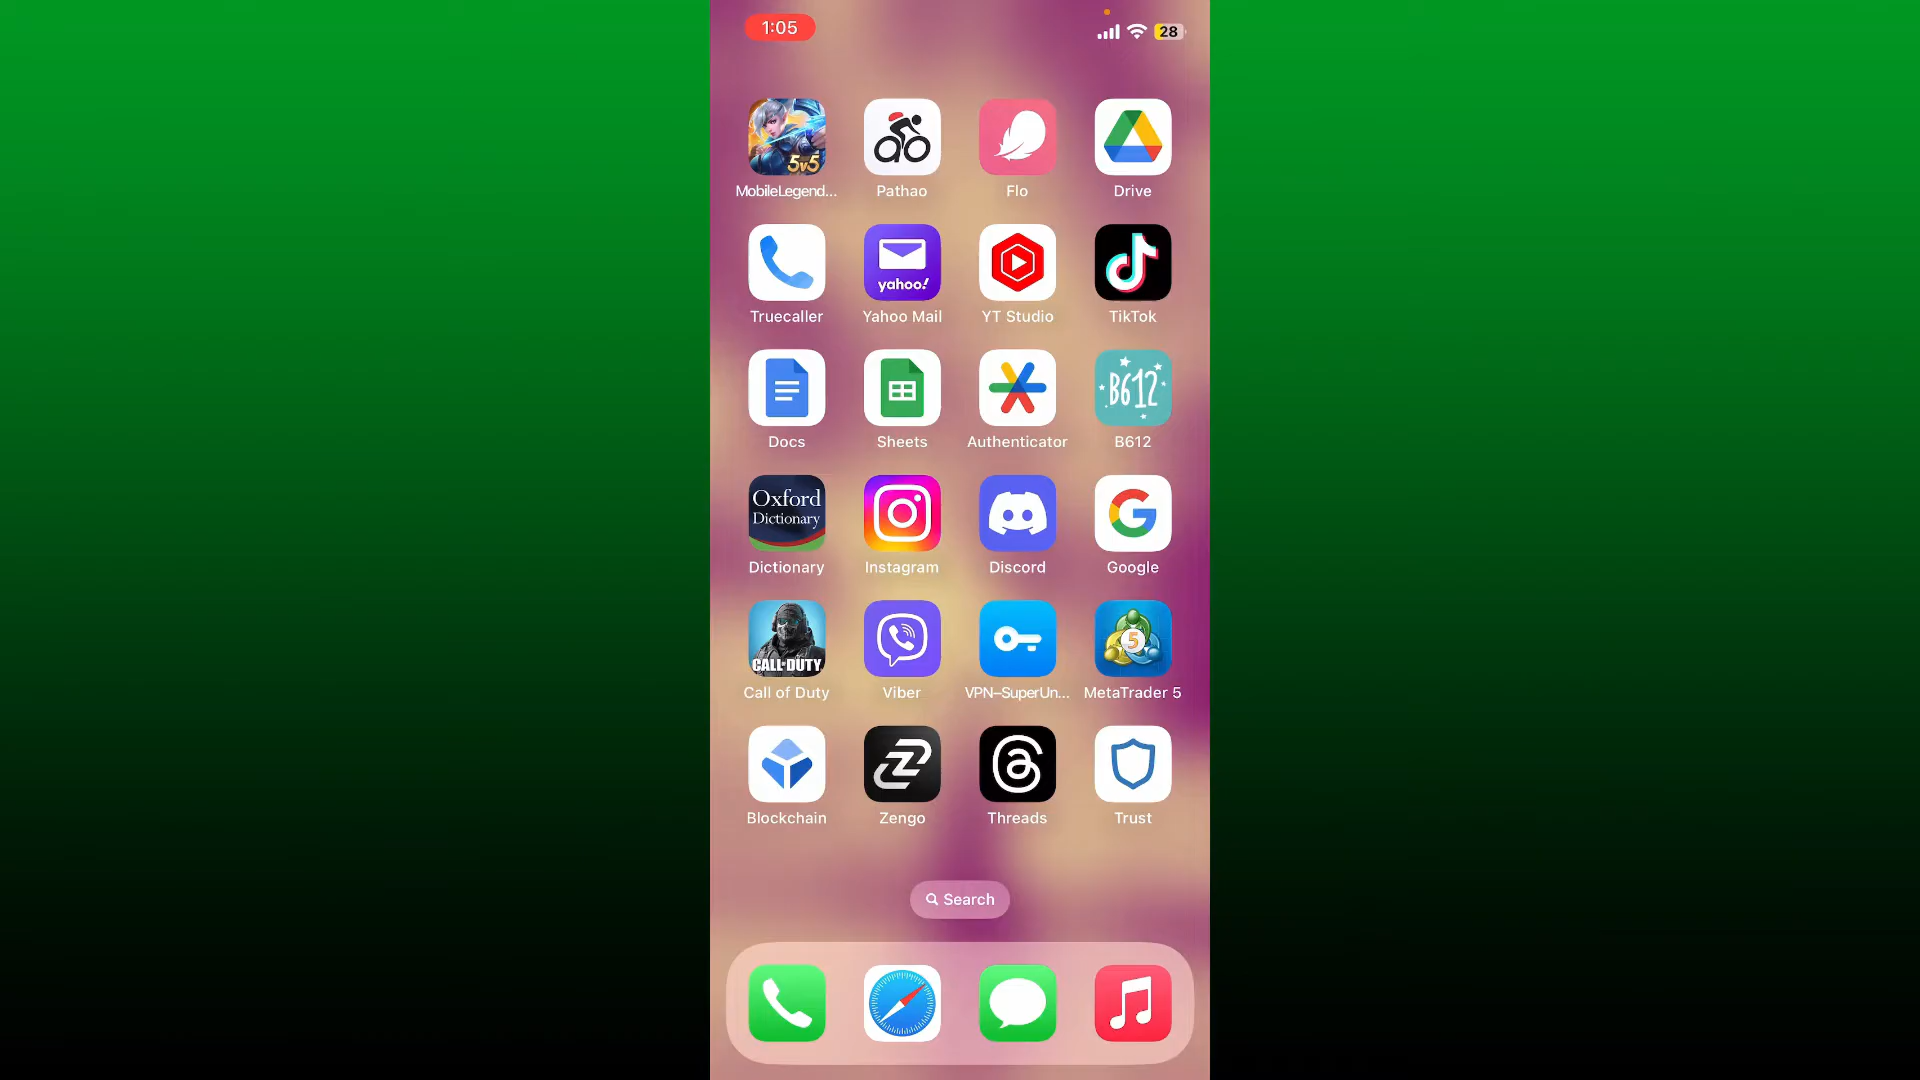 1:05
28
5v5
MobileLegend...
Pathao
Flo
Drive
yahoo!
Truecaller
Yahoo Mail
YT Studio
TikTok
B612
Docs
Sheets
Authenticator
B612
Oxford
Dictionary
Dictionary
Instagram
Discord
Google
CALL OF DUTY
5
Call of Duty
Viber
VPN–SuperUn...
MetaTrader 5
Blockchain
Zengo
Threads
Trust
Search